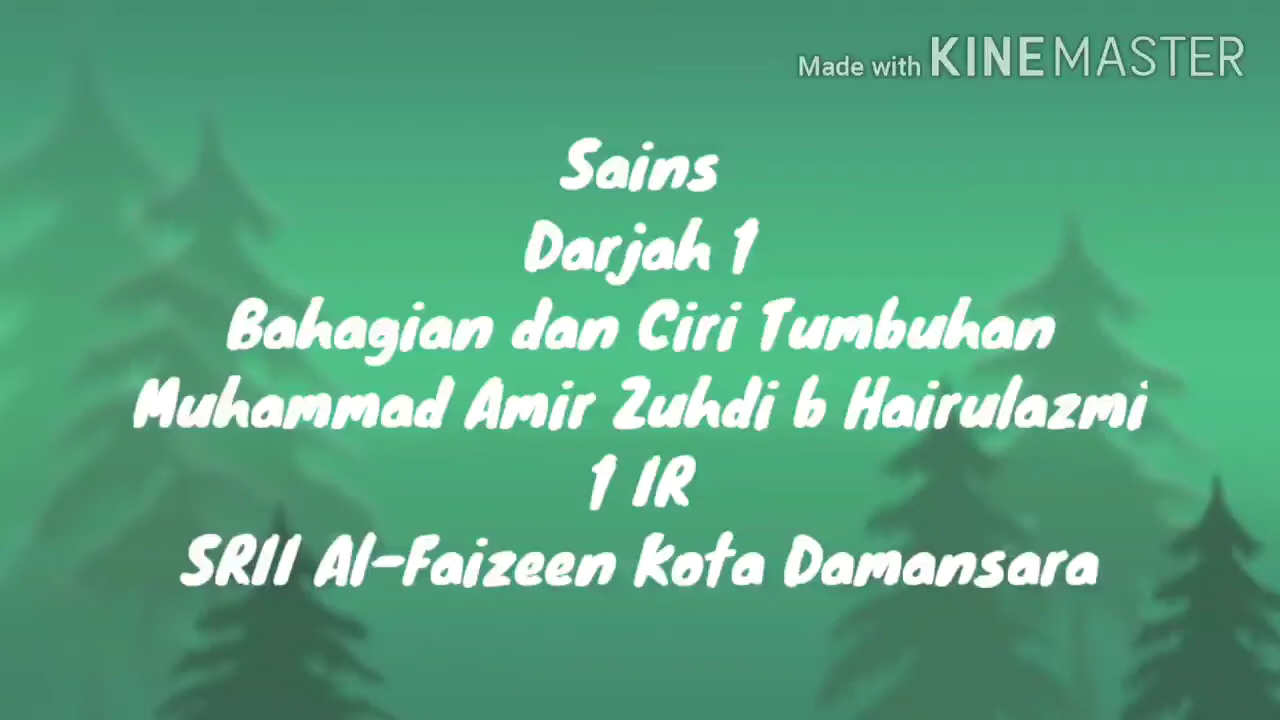 Made with KINEMASTER
Sains
Darjah 1
Bahagian dan Ciri Tumbuhan
Muhammad Amir Zuhdi b Hairulazmi
1 IR
SRII Al-Faizeen Kota Damansara